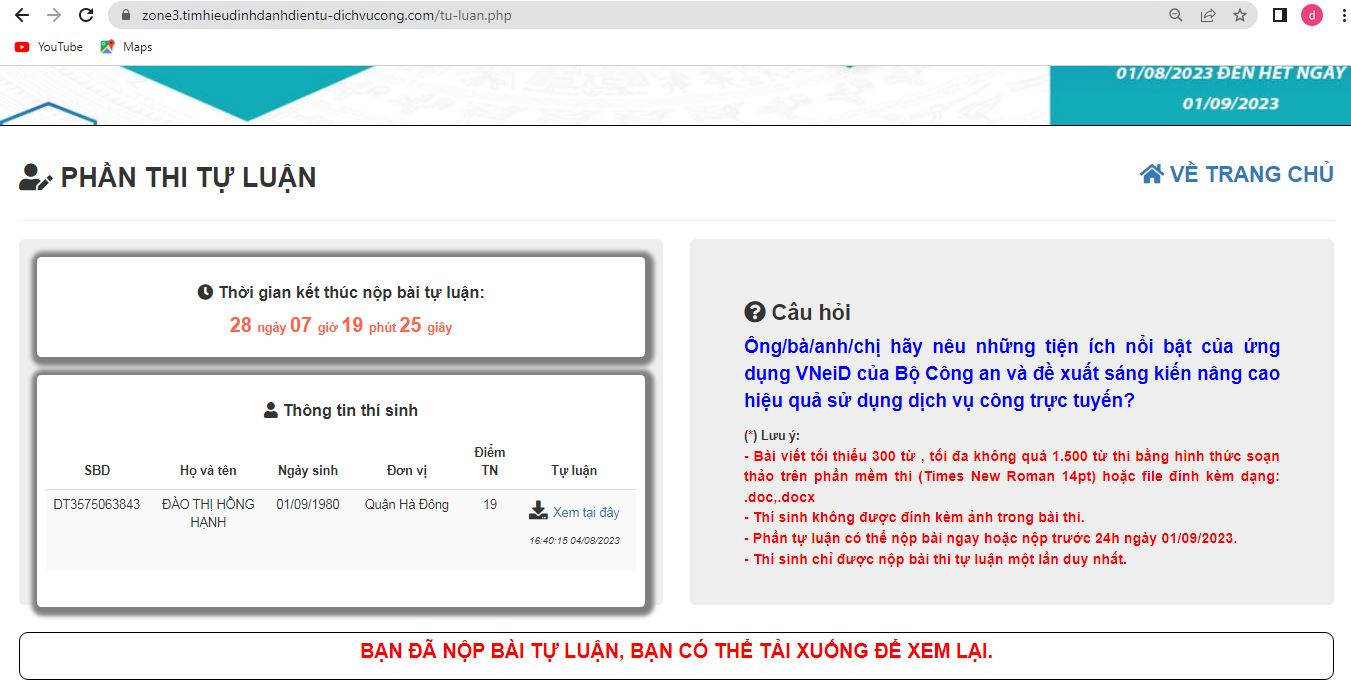 zone3.timhieudinhdanhdientu-dichvucong.com/tu-luan.php
d
YouTube
Maps
01/08/2023 ĐẾN HẾT NGÀY
01/09/2023
PHẦN THI TỰ LUẬN
VỀ TRANG CHỦ
Thời gian kết thúc nộp bài tự luận:
28 ngày 07 giờ 19 phút 25 giây
Thông tin thí sinh
SBD Họ và tên Ngày sinh Đơn vị Điểm TN Tự luận
DT3575063843 ĐÀO THỊ HỒNG 01/09/1980 Quận Hà Đông 19 Xem tại đây
HẠNH
16:40:15 04/08/2023
Câu hỏi
Ông/bà/anh/chị hãy nêu những tiện ích nổi bật của ứng
dụng VNeiD của Bộ Công an và đề xuất sáng kiến nâng cao
hiệu quả sử dụng dịch vụ công trực tuyến?
(*) Lưu ý:
- Bài viết tối thiểu 300 từ , tối đa không quá 1.500 từ thi bằng hình thức soạn
thảo trên phần mềm thi (Times New Roman 14pt) hoặc file đính kèm dạng:
.doc,.docx
- Thí sinh không được đính kèm ảnh trong bài thi.
- Phần tự luận có thể nộp bài ngay hoặc nộp trước 24h ngày 01/09/2023.
- Thí sinh chỉ được nộp bài thi tự luận một lần duy nhất.
BẠN ĐÃ NỘP BÀI TỰ LUẬN, BẠN CÓ THỂ TẢI XUỐNG ĐỂ XEM LẠI.